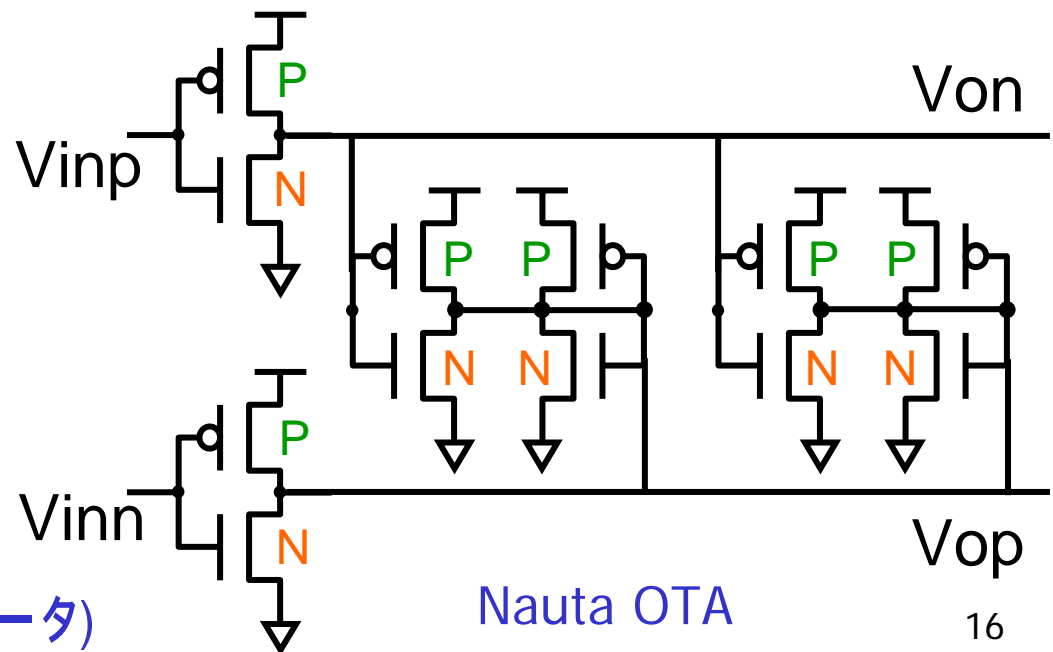 P
Von
Vinp
N
P P P P
N N N N
P
Vinn
N
Vop
ータ)
Nauta OTA
16